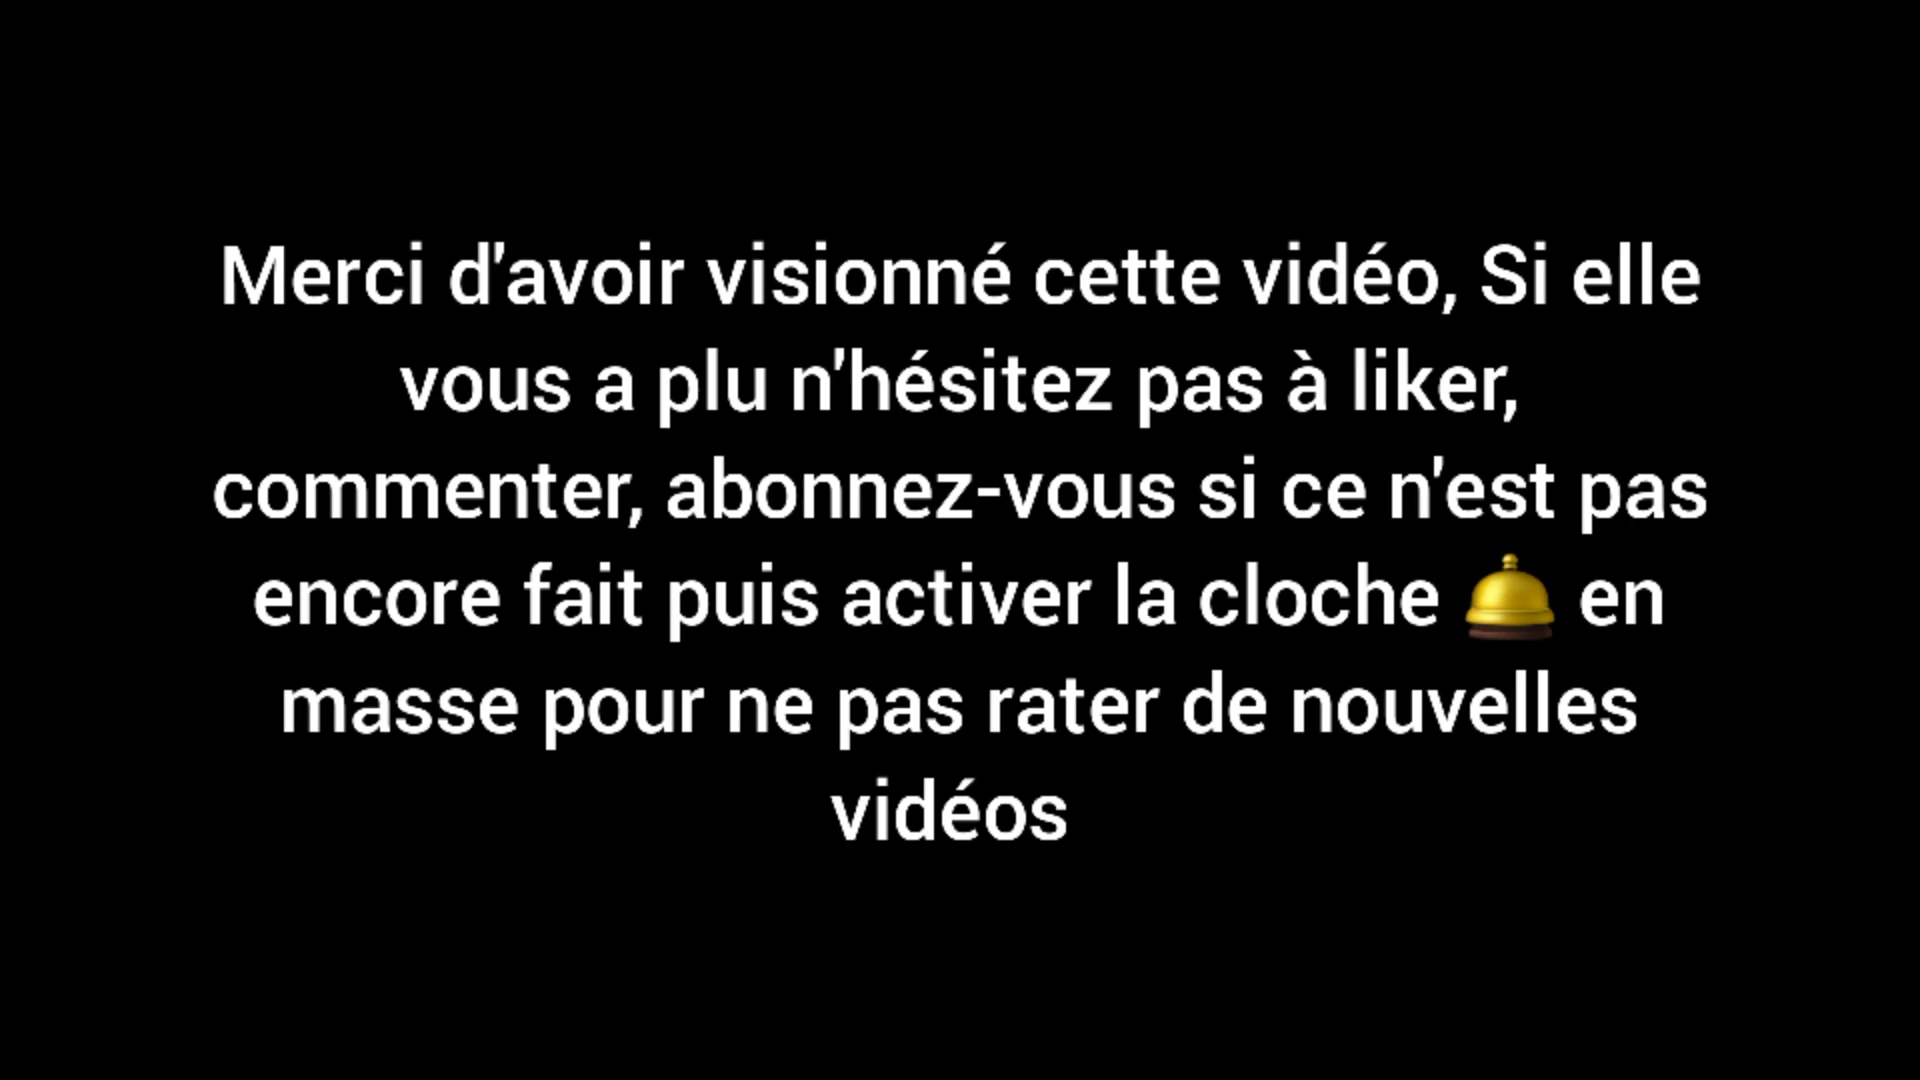 Merci d'avoir visionné cette vidéo, Si elle
vous a plu n'hésitez pas à liker,
commenter, abonnez-vous si ce n'est pas
encore fait puis activer la cloche 🛎 en
masse pour ne pas rater de nouvelles
vidéos